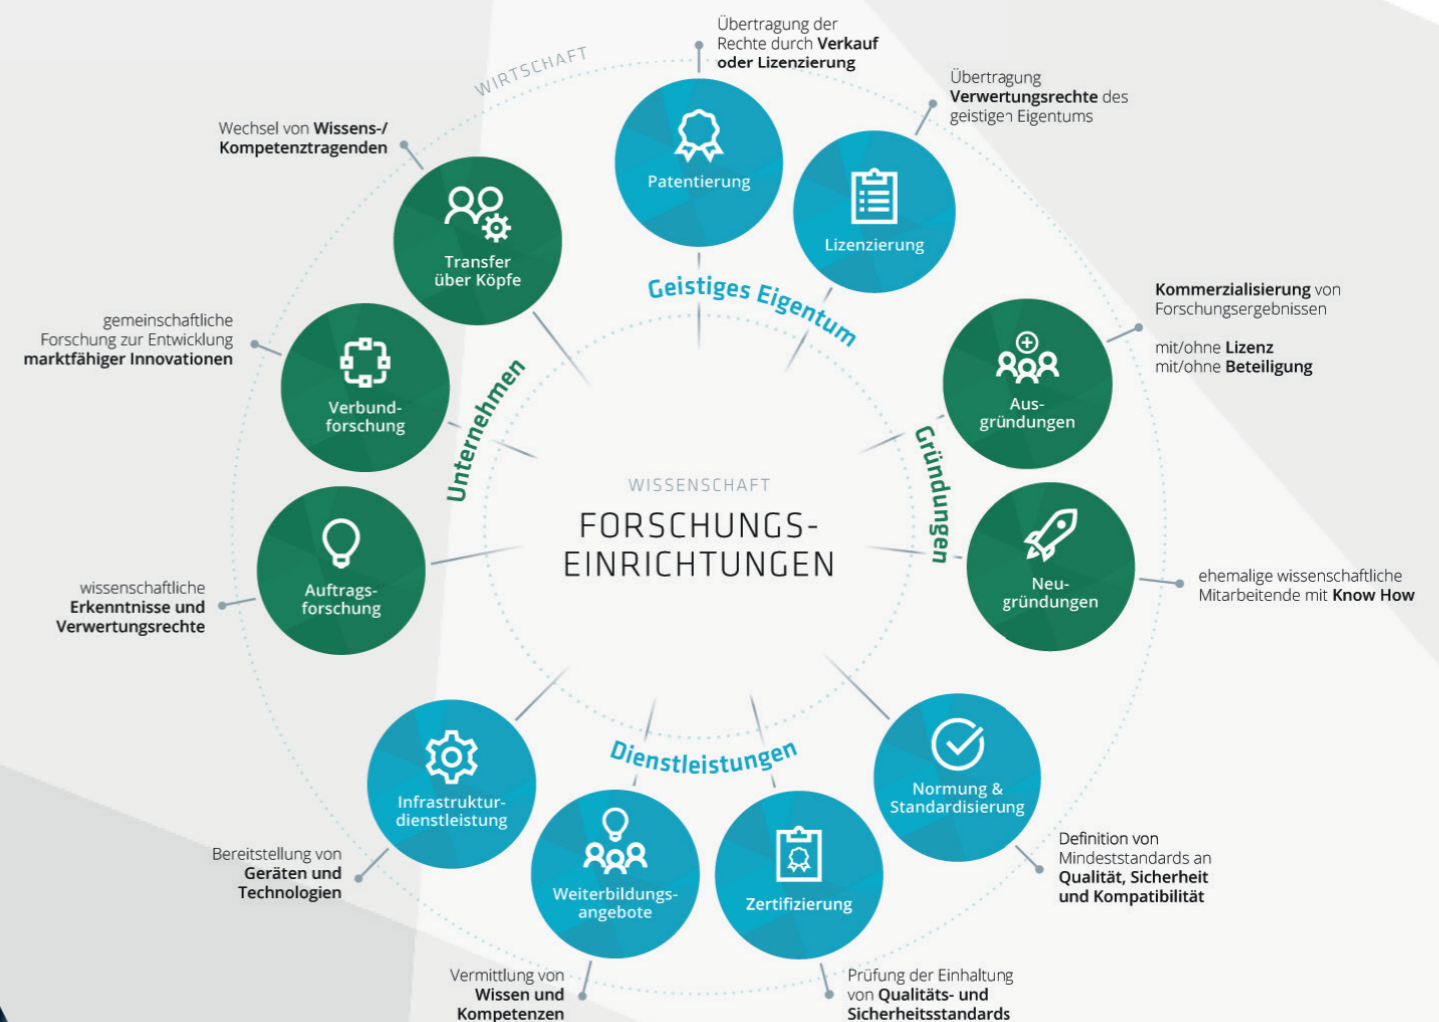 WIRTSCHAFT
Übertragung der
Rechte durch Verkauf
oder Lizenzierung
Patentierung
Übertragung
Verwertungsrechte des
geistigen Eigentums
Lizenzierung
Geistiges Eigentum
Kommerzialisierung von
Forschungsergebnissen
mit/ohne Lizenz
mit/ohne Beteiligung
Aus-
gründungen
Gründungen
Neu-
gründungen
ehemalige wissenschaftliche
Mitarbeitende mit Know How
Normung &
Standardisierung
Definition von
Mindeststandards an
Qualität, Sicherheit
und Kompatibilität
Zertifizierung
Prüfung der Einhaltung
von Qualitäts- und
Sicherheitsstandards
Dienstleistungen
Weiterbildungs-
angebote
Vermittlung von
Wissen und
Kompetenzen
Infrastruktur-
dienstleistung
Bereitstellung von
Geräten und
Technologien
Auftrags-
forschung
wissenschaftliche
Erkenntnisse und
Verwertungsrechte
Unternehmen
Verbund-
forschung
gemeinschaftliche
Forschung zur Entwicklung
marktfähiger Innovationen
Transfer
über Köpfe
Wechsel von Wissens-/
Kompetenztragenden
WISSENSCHAFT
FORSCHUNGS-
EINRICHTUNGEN